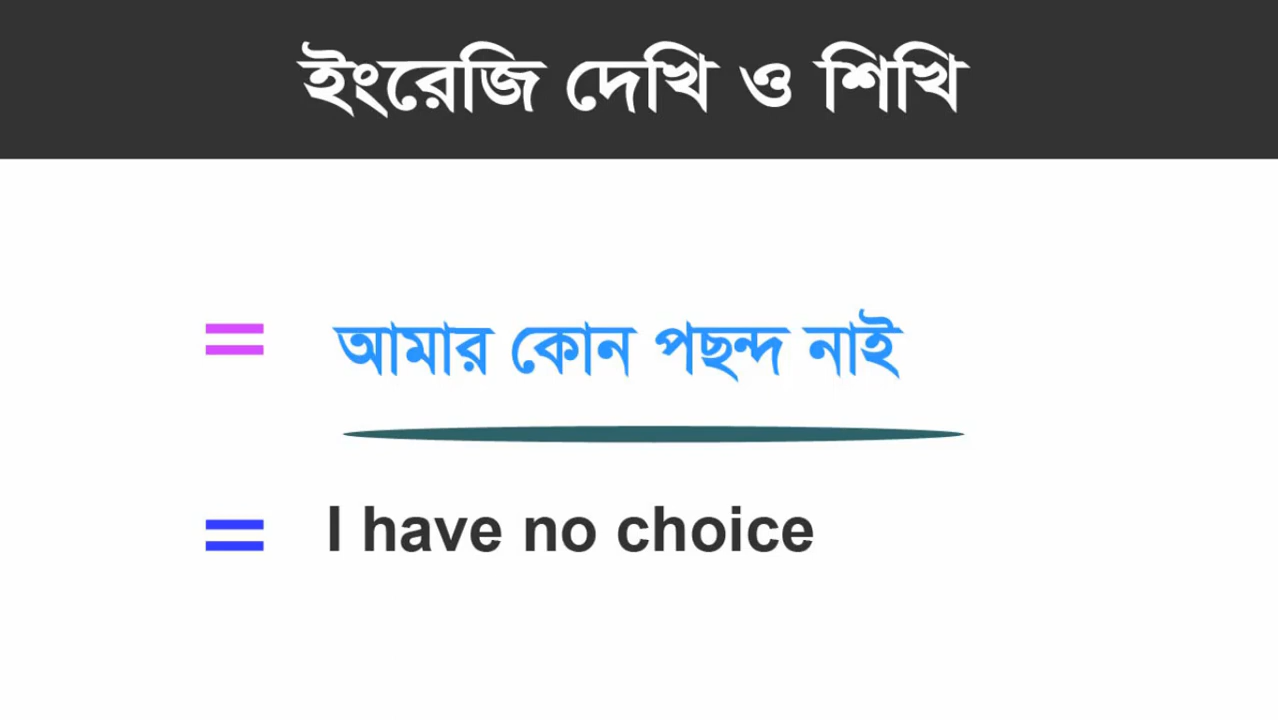 ইংরেজি দেখি ও শিখি
= আমার কোন পছন্দ নাই
= I have no choice